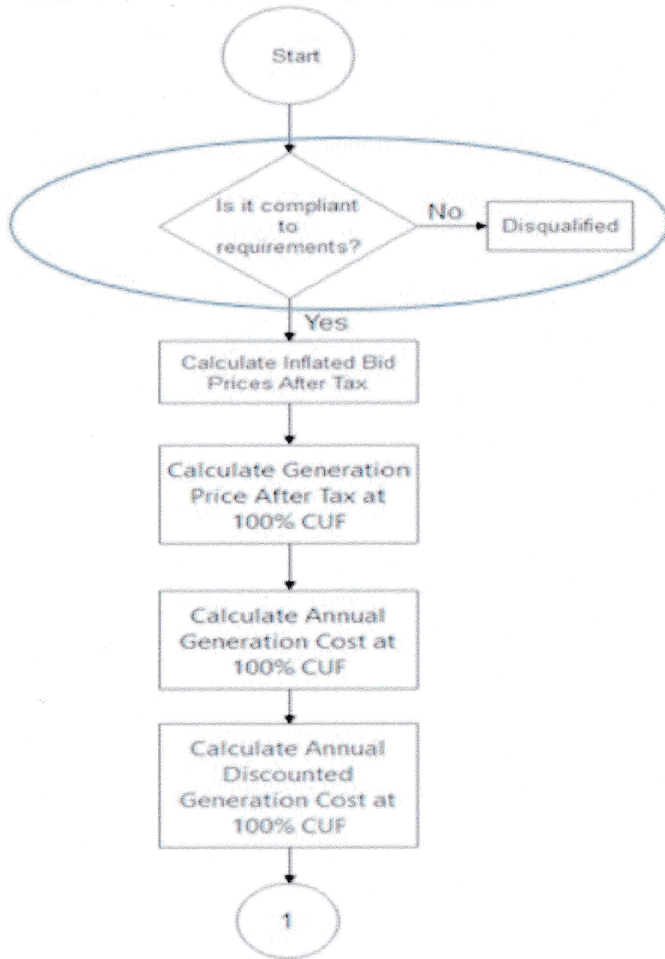 Start
Is it compliant
to
requirements?
No
Disqualified
Yes
Calculate Inflated Bid
Prices After Tax
Calculate Generation
Price After Tax at
100% CUF
Calculate Annual
Generation Cost at
100% CUF
Calculate Annual
Discounted
Generation Cost at
100% CUF
1